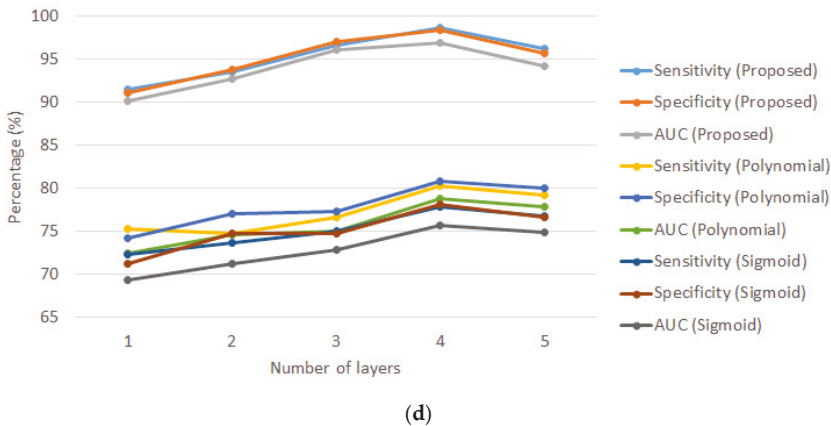 100
95
90
85
80
75
70
65
Percentage (%)
1 2 3 4 5
Number of layers
Sensitivity (Proposed)
Specificity (Proposed)
AUC (Proposed)
Sensitivity (Polynomial)
Specificity (Polynomial)
AUC (Polynomial)
Sensitivity (Sigmoid)
Specificity (Sigmoid)
AUC (Sigmoid)
(d)